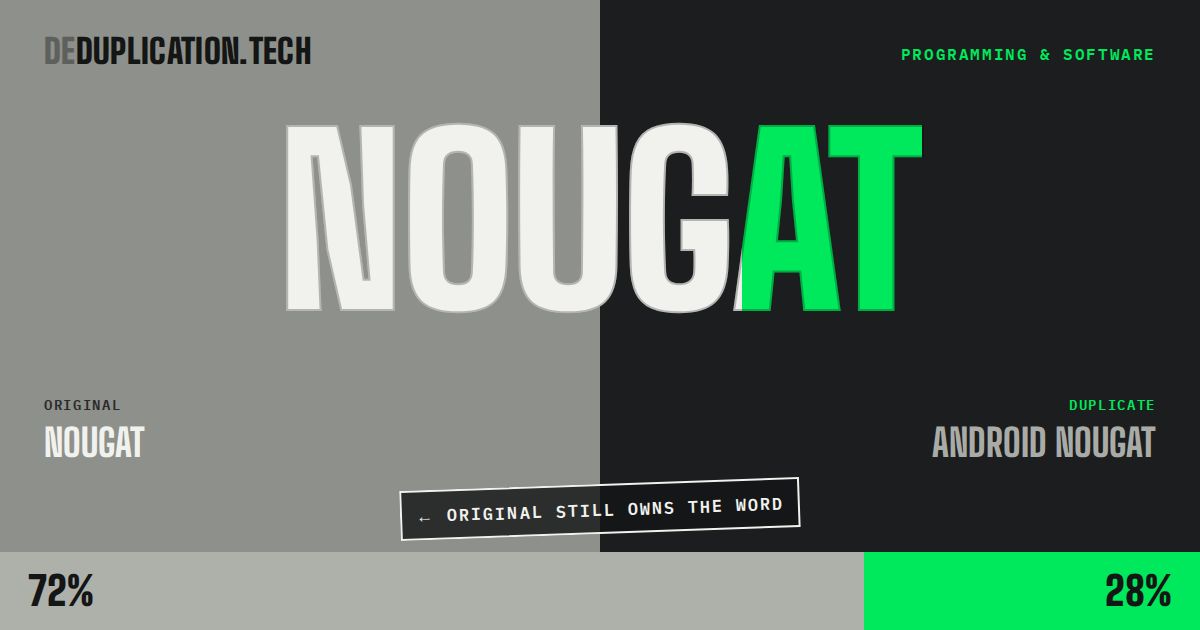 DEDUPLICATION.TECH
PROGRAMMING & SOFTWARE
NOUGAT
ORIGINAL
NOUGAT
DUPLICATE
ANDROID NOUGAT
← ORIGINAL STILL OWNS THE WORD
72%
28%